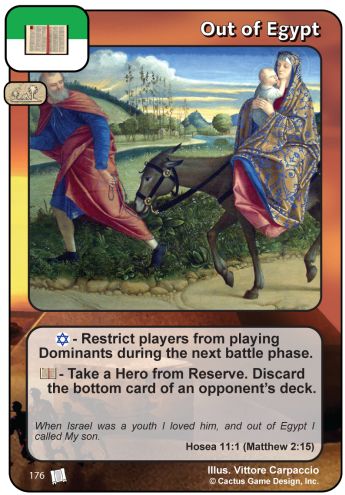 Out of Egypt
- Restrict players from playing
Dominants during the next battle phase.
- Take a Hero from Reserve. Discard
the bottom card of an opponent's deck.
When Israel was a youth I loved him, and out of Egypt I
called My son.
Hosea 11:1 (Matthew 2:15)
Illus. Vittore Carpaccio
176
© Cactus Game Design, Inc.